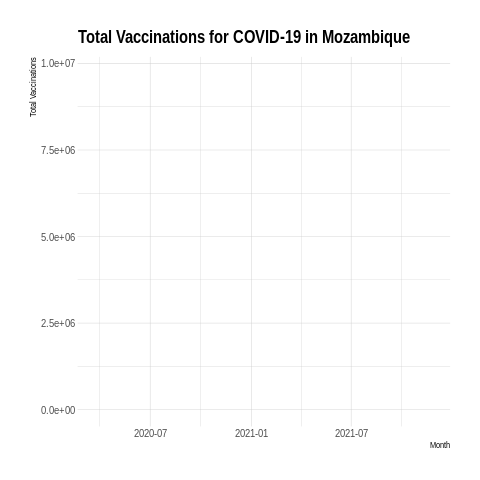 Total Vaccinations for COVID-19 in Mozambique
Total Vaccinations
1.0e+07
7.5e+06
5.0e+06
2.5e+06
0.0e+00
2020-07 2021-01 2021-07
Month